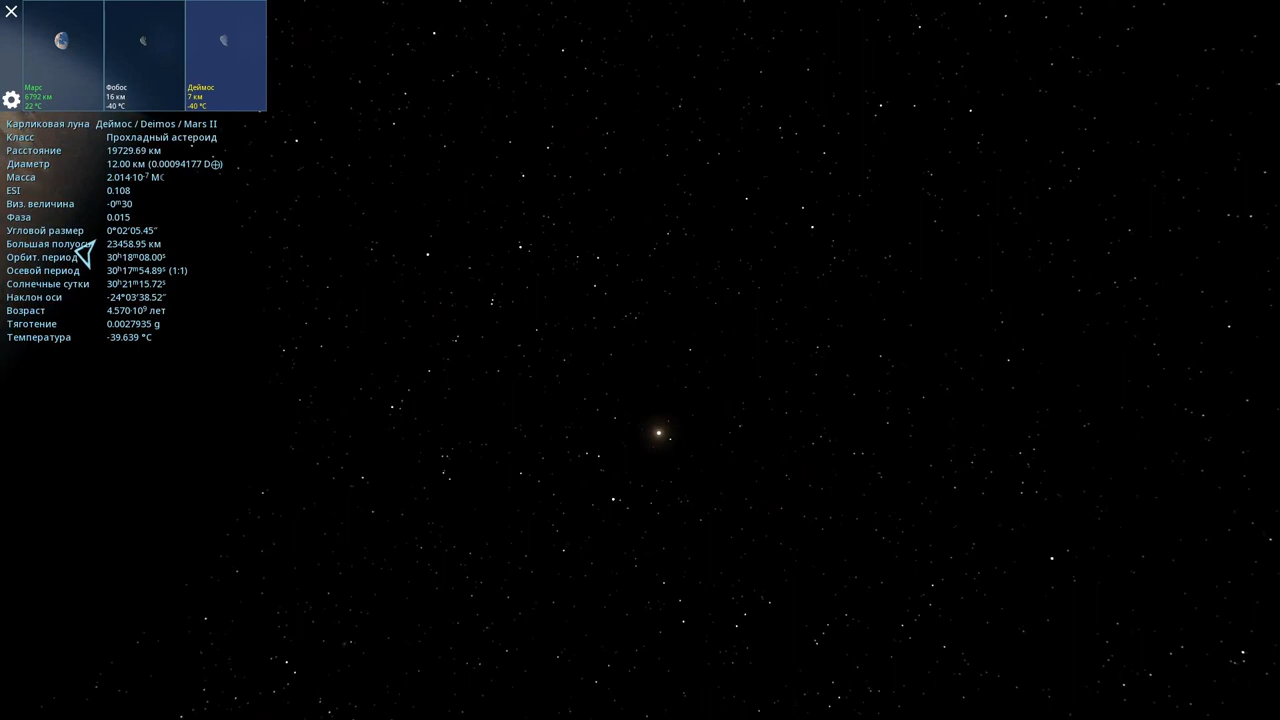 Марс
6792 км
22 °C
Фобос
16 км
-40 °C
Деймос
7 км
-40 °C
Карликовая луна Деймос / Deimos / Mars II
Класс Прохладный астероид
Расстояние 19729.69 км
Диаметр 12.00 км (0.00094177 D⊕)
Масса 2.014·10⁻⁷ M☾
ESI 0.108
Виз. величина -0ᵐ30
Фаза 0.015
Угловой размер 0°02′05.45″
Большая полуось 23458.95 км
Орбит. период 30ʰ18ᵐ08.00ˢ
Осевой период 30ʰ17ᵐ54.89ˢ (1:1)
Солнечные сутки 30ʰ21ᵐ15.72ˢ
Наклон оси -24°03′38.52″
Возраст 4.570·10⁹ лет
Тяготение 0.0027935 g
Температура -39.639 °C